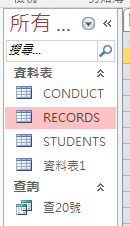 所有 ...
搜尋...
資料表
CONDUCT
RECORDS
STUDENTS
資料表1
查詢
查20號